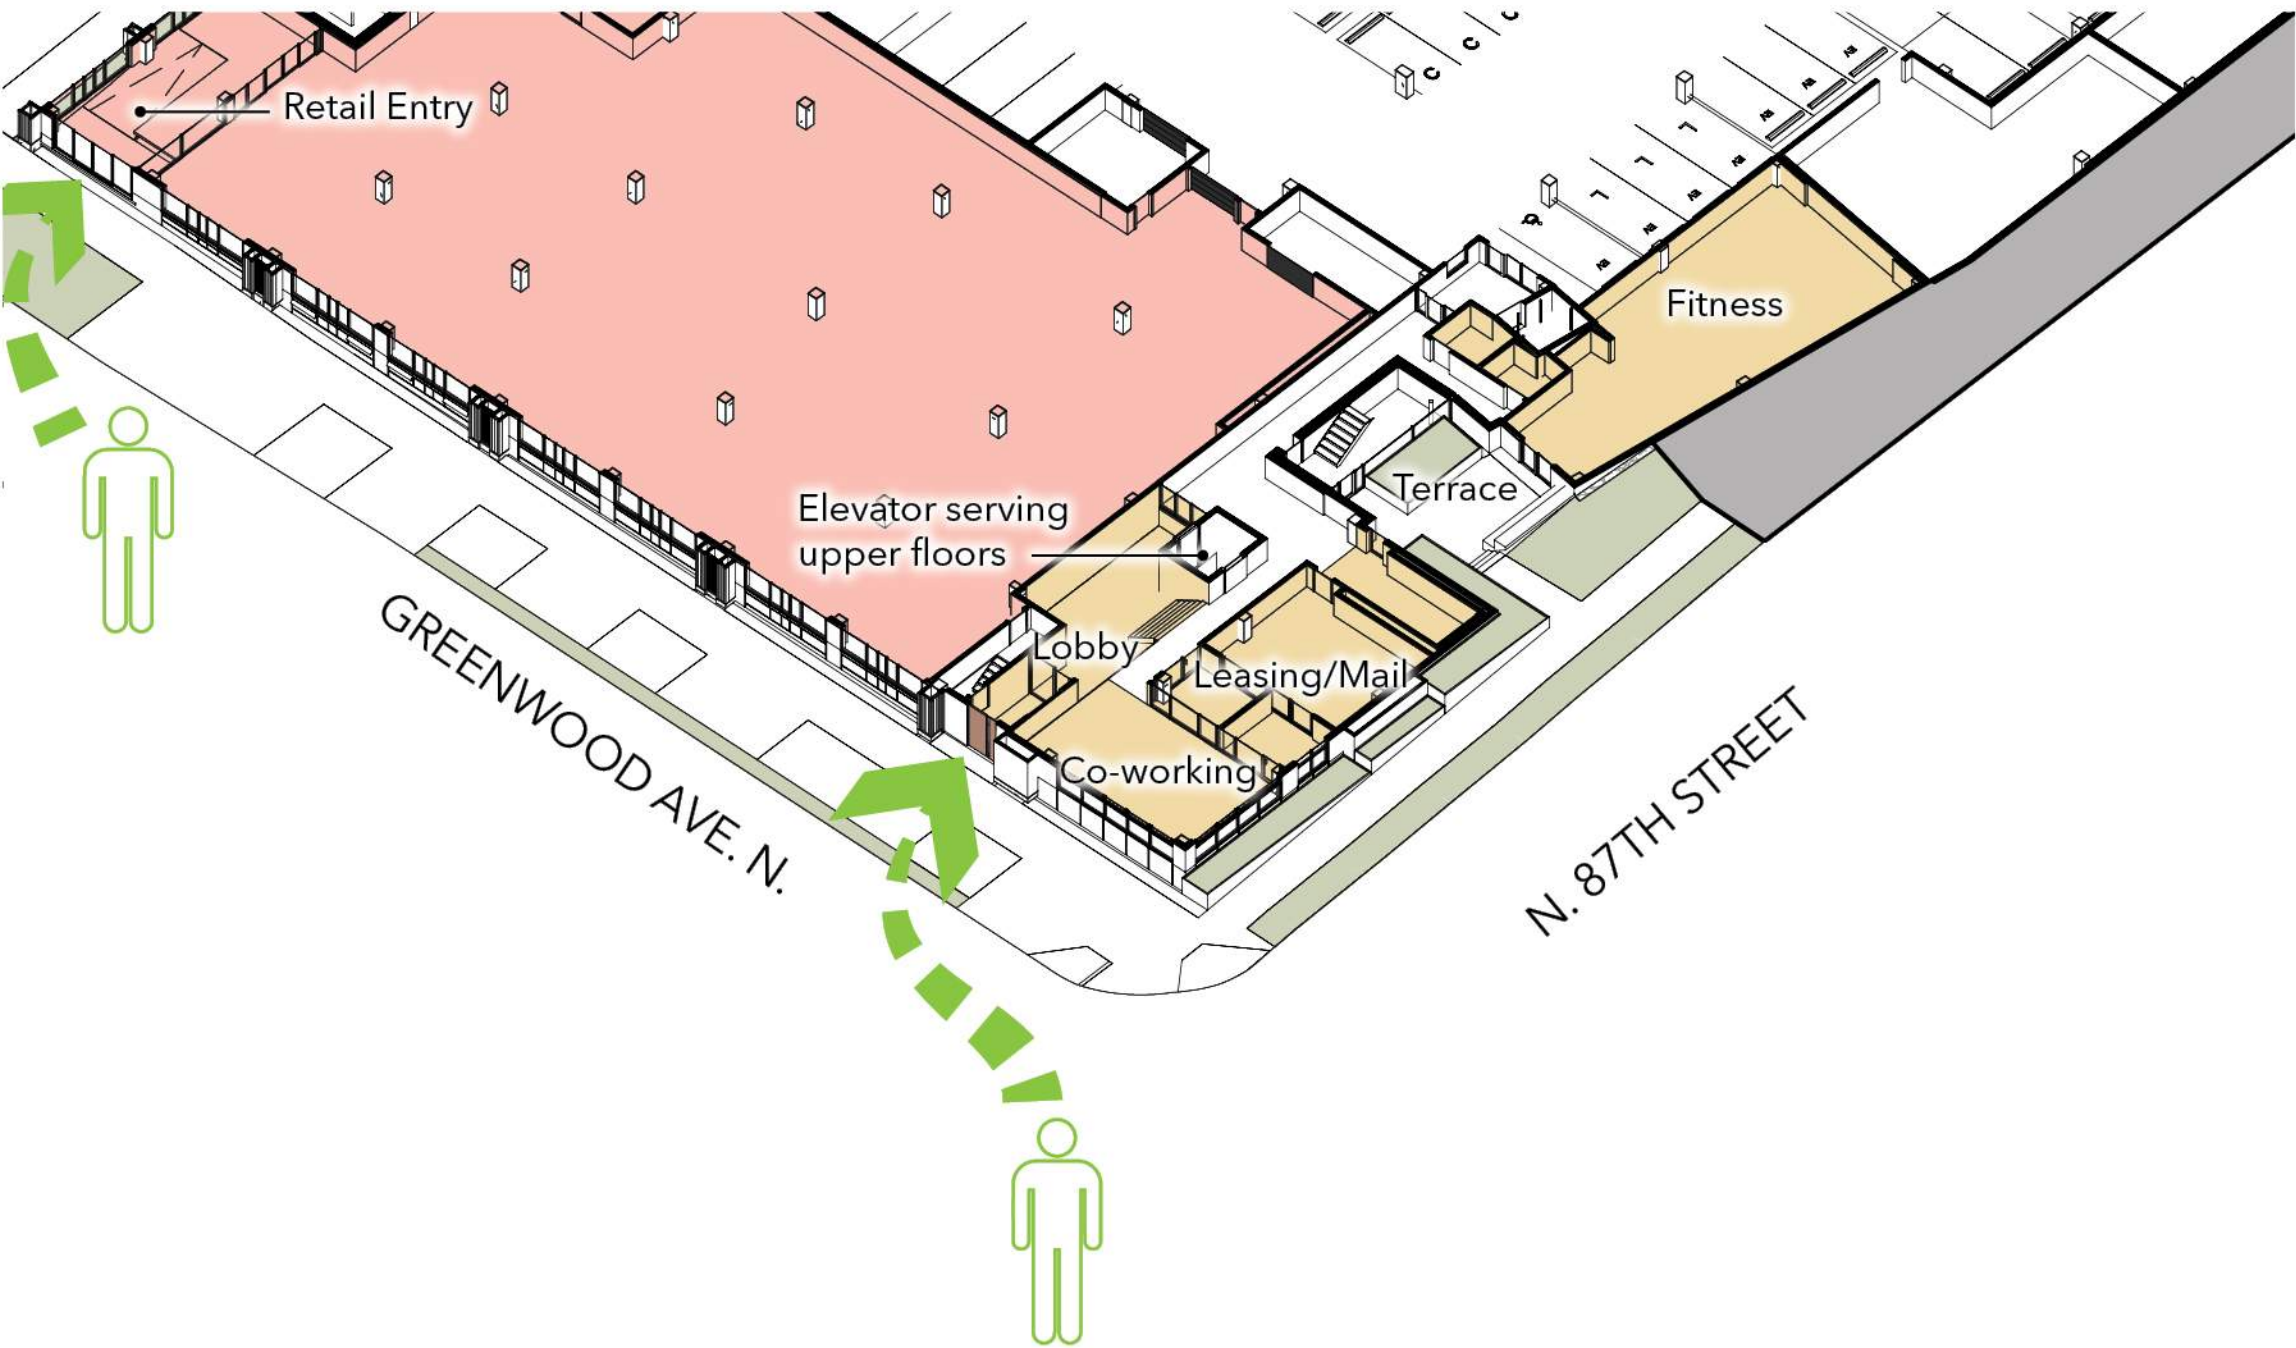 C
C
C
Retail Entry
Fitness
Terrace
Elevator serving
upper floors
Lobby
Leasing/Mail
Co-working
GREENWOOD AVE. N.
N. 87TH STREET